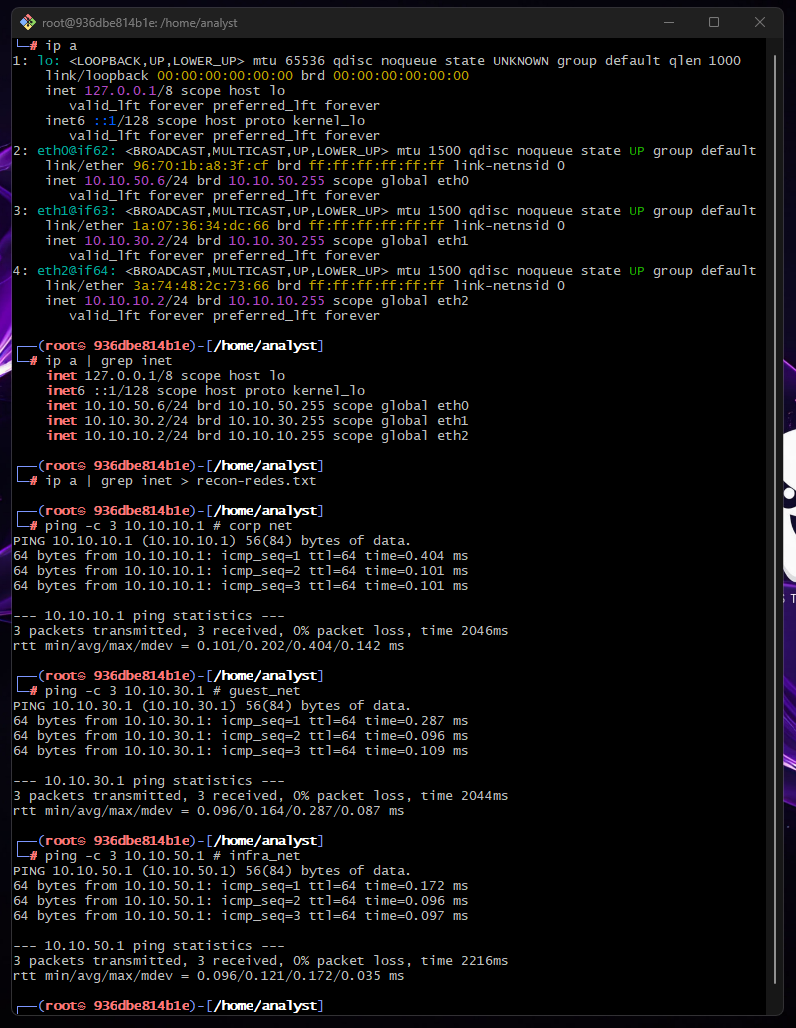 root@936dbe814b1e: /home/analyst
└─# ip a
1: lo: <LOOPBACK,UP,LOWER_UP> mtu 65536 qdisc noqueue state UNKNOWN group default qlen 1000
    link/loopback 00:00:00:00:00:00 brd 00:00:00:00:00:00
    inet 127.0.0.1/8 scope host lo
       valid_lft forever preferred_lft forever
    inet6 ::1/128 scope host proto kernel_lo
       valid_lft forever preferred_lft forever
2: eth0@if62: <BROADCAST,MULTICAST,UP,LOWER_UP> mtu 1500 qdisc noqueue state UP group default
    link/ether 96:70:1b:a8:3f:cf brd ff:ff:ff:ff:ff:ff link-netnsid 0
    inet 10.10.50.6/24 brd 10.10.50.255 scope global eth0
       valid_lft forever preferred_lft forever
3: eth1@if63: <BROADCAST,MULTICAST,UP,LOWER_UP> mtu 1500 qdisc noqueue state UP group default
    link/ether 1a:07:36:34:dc:66 brd ff:ff:ff:ff:ff:ff link-netnsid 0
    inet 10.10.30.2/24 brd 10.10.30.255 scope global eth1
       valid_lft forever preferred_lft forever
4: eth2@if64: <BROADCAST,MULTICAST,UP,LOWER_UP> mtu 1500 qdisc noqueue state UP group default
    link/ether 3a:74:48:2c:73:66 brd ff:ff:ff:ff:ff:ff link-netnsid 0
    inet 10.10.10.2/24 brd 10.10.10.255 scope global eth2
       valid_lft forever preferred_lft forever
┌──(root㉿ 936dbe814b1e)-[/home/analyst]
└─# ip a | grep inet
    inet 127.0.0.1/8 scope host lo
    inet6 ::1/128 scope host proto kernel_lo
    inet 10.10.50.6/24 brd 10.10.50.255 scope global eth0
    inet 10.10.30.2/24 brd 10.10.30.255 scope global eth1
    inet 10.10.10.2/24 brd 10.10.10.255 scope global eth2
┌──(root㉿ 936dbe814b1e)-[/home/analyst]
└─# ip a | grep inet > recon-redes.txt
┌──(root㉿ 936dbe814b1e)-[/home/analyst]
└─# ping -c 3 10.10.10.1 # corp net
PING 10.10.10.1 (10.10.10.1) 56(84) bytes of data.
64 bytes from 10.10.10.1: icmp_seq=1 ttl=64 time=0.404 ms
64 bytes from 10.10.10.1: icmp_seq=2 ttl=64 time=0.101 ms
64 bytes from 10.10.10.1: icmp_seq=3 ttl=64 time=0.101 ms
--- 10.10.10.1 ping statistics ---
3 packets transmitted, 3 received, 0% packet loss, time 2046ms
rtt min/avg/max/mdev = 0.101/0.202/0.404/0.142 ms
┌──(root㉿ 936dbe814b1e)-[/home/analyst]
└─# ping -c 3 10.10.30.1 # guest_net
PING 10.10.30.1 (10.10.30.1) 56(84) bytes of data.
64 bytes from 10.10.30.1: icmp_seq=1 ttl=64 time=0.287 ms
64 bytes from 10.10.30.1: icmp_seq=2 ttl=64 time=0.096 ms
64 bytes from 10.10.30.1: icmp_seq=3 ttl=64 time=0.109 ms
--- 10.10.30.1 ping statistics ---
3 packets transmitted, 3 received, 0% packet loss, time 2044ms
rtt min/avg/max/mdev = 0.096/0.164/0.287/0.087 ms
┌──(root㉿ 936dbe814b1e)-[/home/analyst]
└─# ping -c 3 10.10.50.1 # infra_net
PING 10.10.50.1 (10.10.50.1) 56(84) bytes of data.
64 bytes from 10.10.50.1: icmp_seq=1 ttl=64 time=0.172 ms
64 bytes from 10.10.50.1: icmp_seq=2 ttl=64 time=0.096 ms
64 bytes from 10.10.50.1: icmp_seq=3 ttl=64 time=0.097 ms
--- 10.10.50.1 ping statistics ---
3 packets transmitted, 3 received, 0% packet loss, time 2216ms
rtt min/avg/max/mdev = 0.096/0.121/0.172/0.035 ms
┌──(root㉿ 936dbe814b1e)-[/home/analyst]